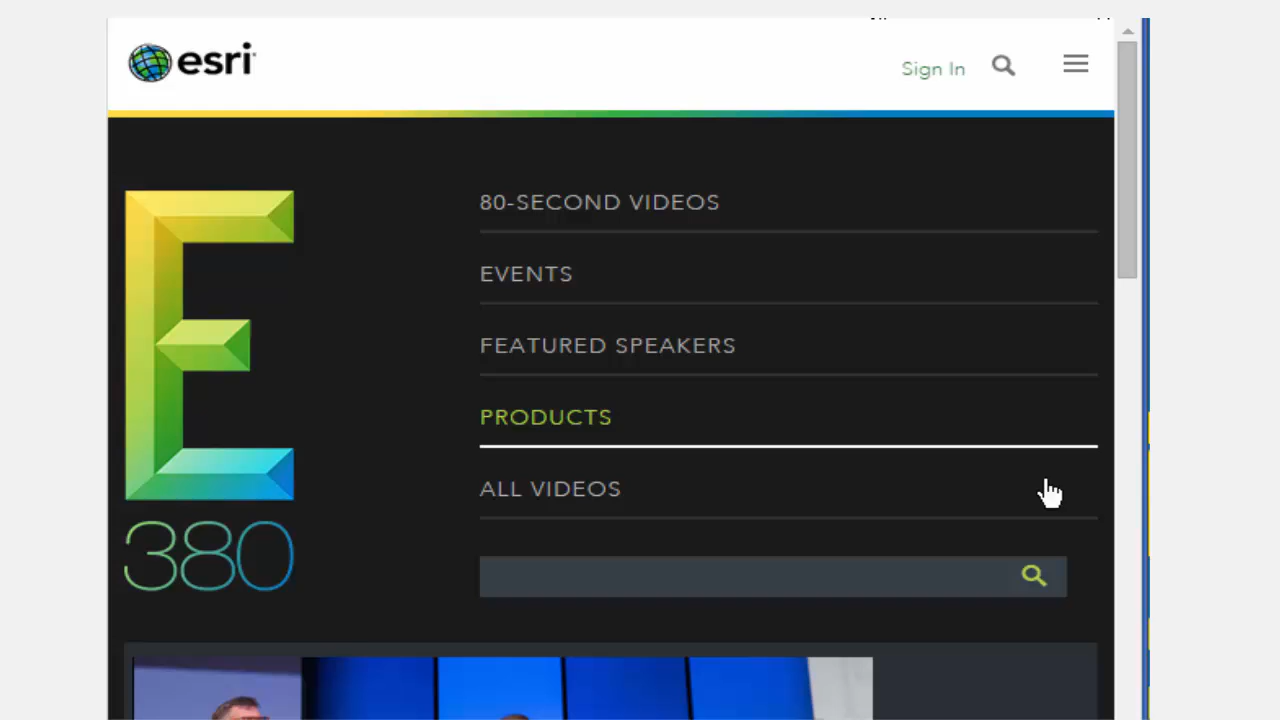 esri
Sign In
80-SECOND VIDEOS
EVENTS
FEATURED SPEAKERS
PRODUCTS
ALL VIDEOS
E
380